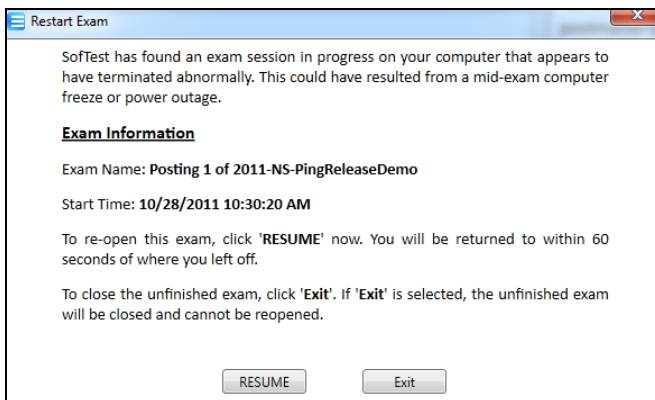 Restart Exam
X
SofTest has found an exam session in progress on your computer that appears to
have terminated abnormally. This could have resulted from a mid-exam computer
freeze or power outage.
Exam Information
Exam Name: Posting 1 of 2011-NS-PingReleaseDemo
Start Time: 10/28/2011 10:30:20 AM
To re-open this exam, click 'RESUME' now. You will be returned to within 60
seconds of where you left off.
To close the unfinished exam, click 'Exit'. If 'Exit' is selected, the unfinished exam
will be closed and cannot be reopened.
RESUME Exit